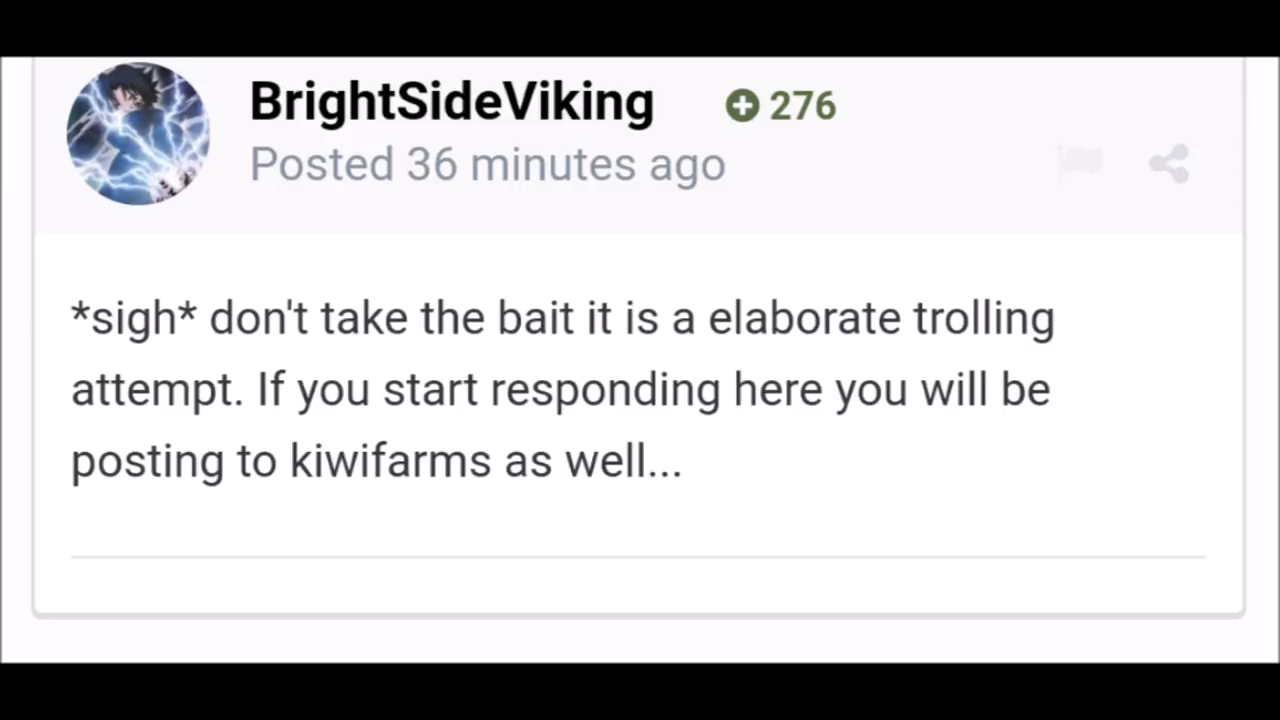 BrightSideViking 276
Posted 36 minutes ago
*sigh* don't take the bait it is a elaborate trolling
attempt. If you start responding here you will be
posting to kiwifarms as well...